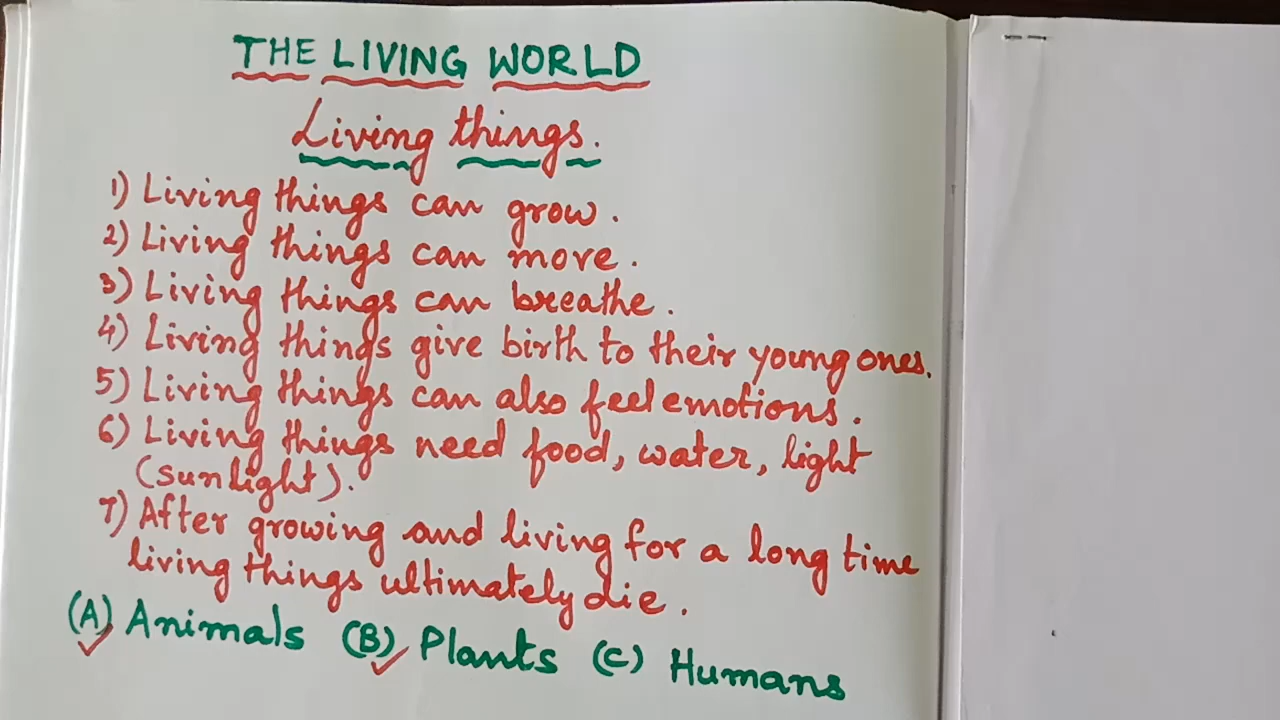 THE LIVING WORLD
Living things.
1) Living things can grow.
2) Living things can move.
3) Living things can breathe.
4) Living things give birth to their young ones.
5) Living things can also feel emotions.
6) Living things need food, water, light
(sunlight).
7) After growing and living for a long time
living things ultimately die.
(A) Animals (B) Plants (C) Humans